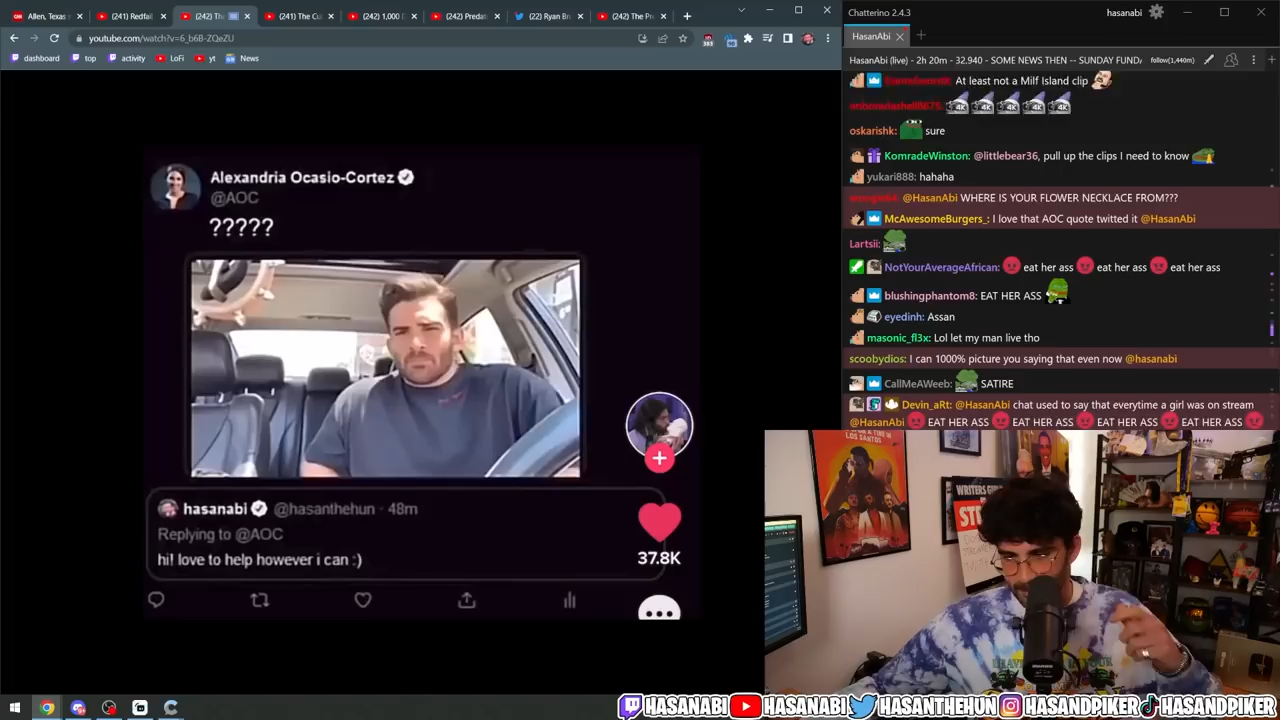 Allen, Texas s
(241) Redfall
(242) The
(241) The Cu
(242) 1,000 D
(242) Predat
(22) Ryan Br
(242) The Pr
youtube.com/watch?v=6_b6B-ZQeZU
dashboard
top
activity
LoFi
yt
News
Alexandria Ocasio-Cortez
@AOC
?????
hasanabi @hasanthehun · 48m
Replying to @AOC
hi! love to help however i can :)
37.8K
Chatterino 2.4.3
hasanabi
HasanAbi
HasanAbi (live) - 2h 20m - 32,940 - SOME NEWS THEN -- SUNDAY FUNDA
follow(1,440m)
At least not a Milf Island clip
oskarishk: sure
KomradeWinston: @littlebear36, pull up the clips I need to know
yukari888: hahaha
@HasanAbi WHERE IS YOUR FLOWER NECKLACE FROM???
McAwesomeBurgers_: I love that AOC quote twitted it @HasanAbi
Lartsii:
NotYourAverageAfrican: eat her ass eat her ass eat her ass
blushingphantom8: EAT HER ASS
eyedinh: Assan
masonic_fl3x: Lol let my man live tho
scoobydios: I can 1000% picture you saying that even now @hasanabi
CallMeAWeeb: SATIRE
Devin_aRt: @HasanAbi chat used to say that everytime a girl was on stream
@HasanAbi EAT HER ASS EAT HER ASS EAT HER ASS EAT HER ASS
LOS SANTOS
HASANABI HASANABI HASANTHEHUN HASANDPIKER HASANDPIKER